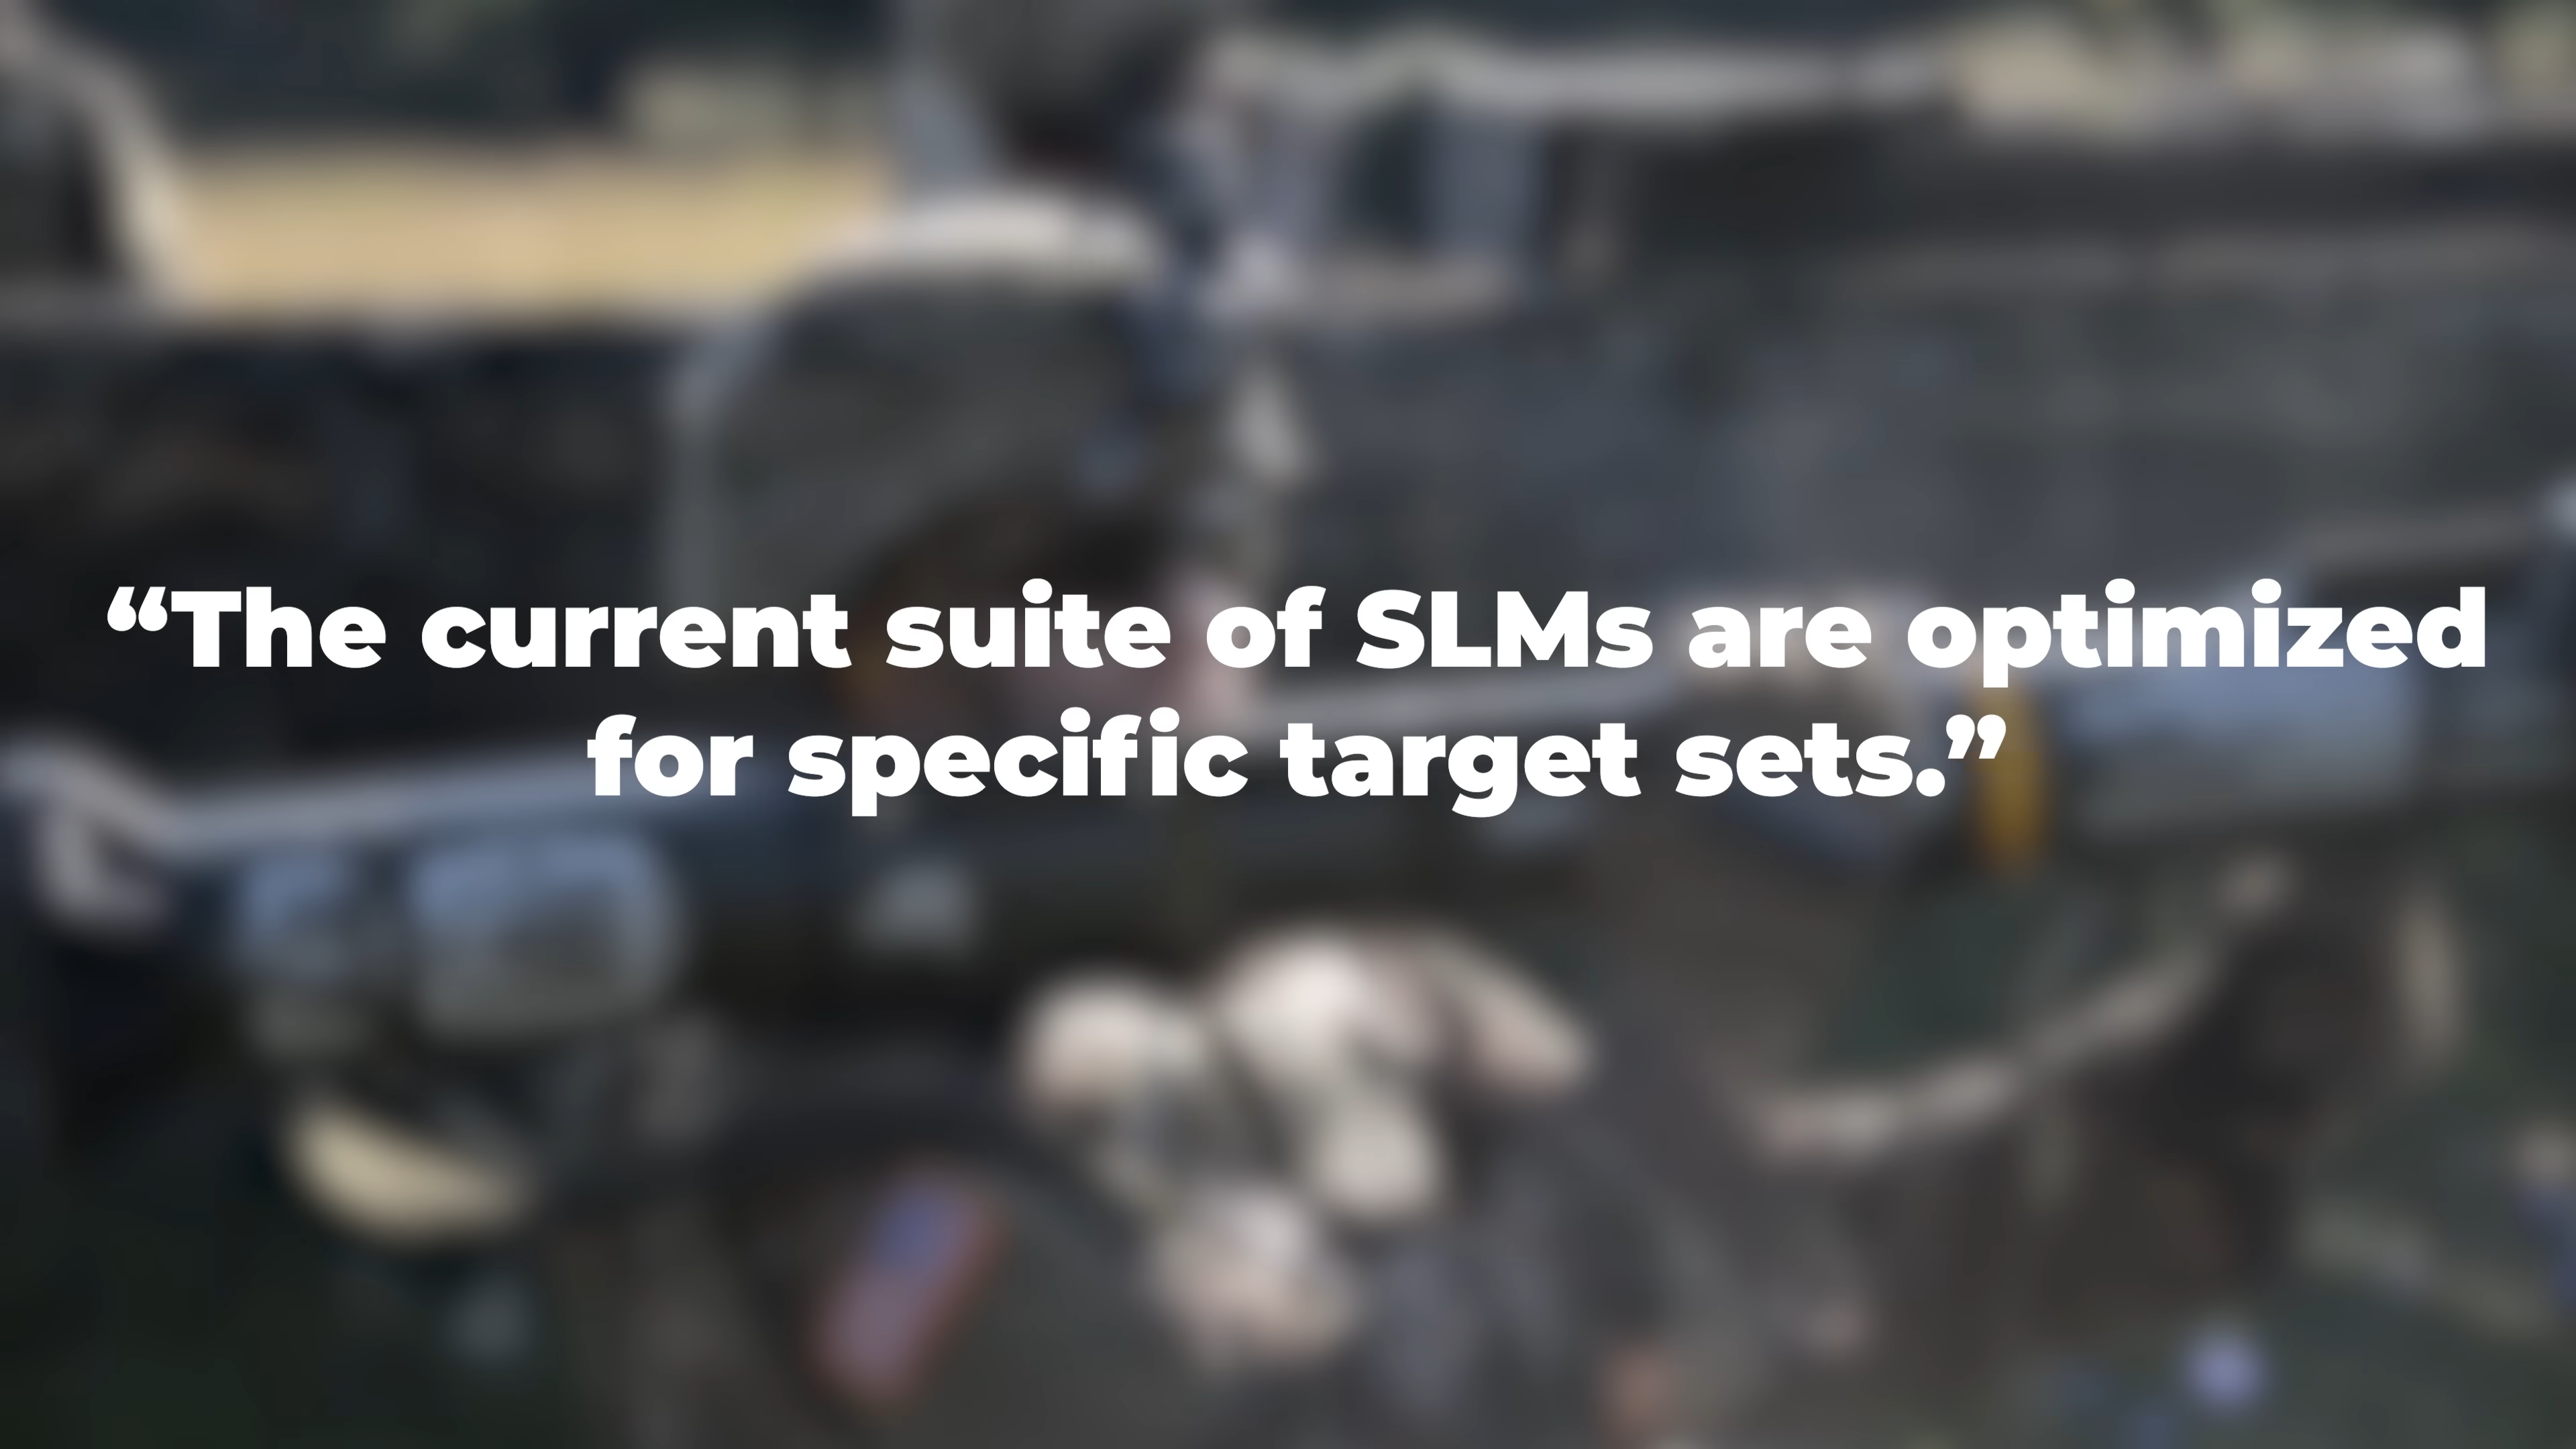 “The current suite of SLMs are optimized
for specific target sets.”